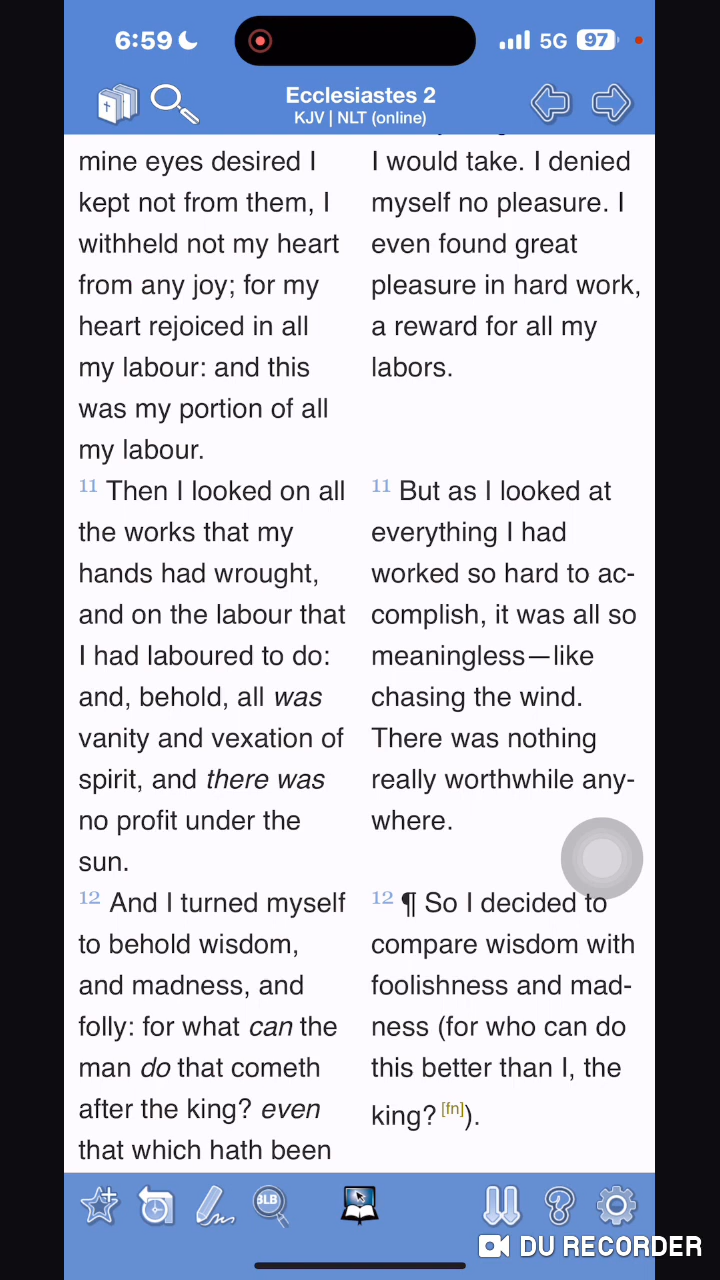 6:59
5G
97
Ecclesiastes 2
KJV | NLT (online)
mine eyes desired I
kept not from them, I
withheld not my heart
from any joy; for my
heart rejoiced in all
my labour: and this
was my portion of all
my labour.
11 Then I looked on all
the works that my
hands had wrought,
and on the labour that
I had laboured to do:
and, behold, all was
vanity and vexation of
spirit, and there was
no profit under the
sun.
12 And I turned myself
to behold wisdom,
and madness, and
folly: for what can the
man do that cometh
after the king? even
that which hath been
I would take. I denied
myself no pleasure. I
even found great
pleasure in hard work,
a reward for all my
labors.
11 But as I looked at
everything I had
worked so hard to ac-
complish, it was all so
meaningless—like
chasing the wind.
There was nothing
really worthwhile any-
where.
12 ¶ So I decided to
compare wisdom with
foolishness and mad-
ness (for who can do
this better than I, the
king? [fn]).
BLB
DU RECORDER